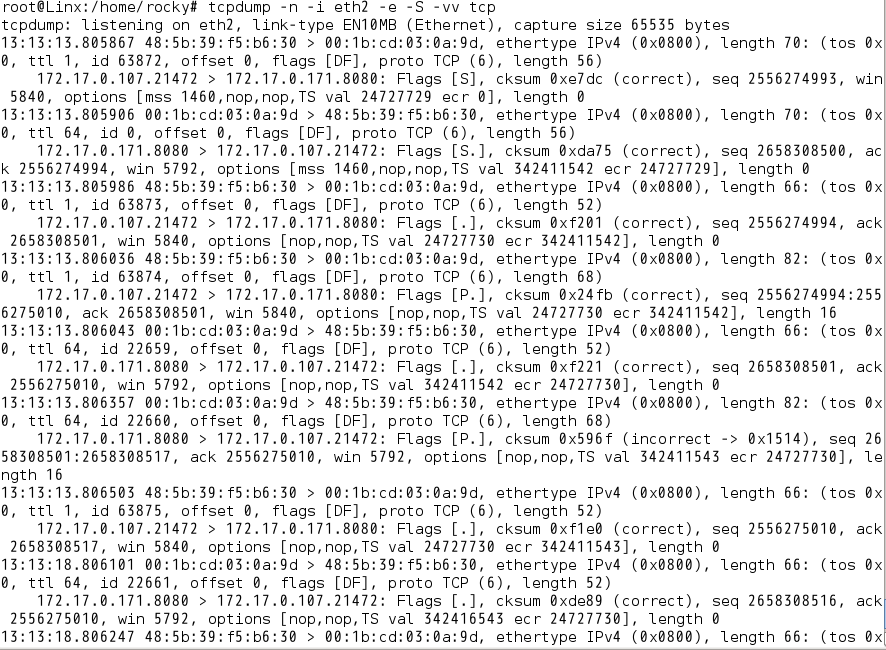 root@Linx:/home/rocky# tcpdump -n -i eth2 -e -S -vv tcp
tcpdump: listening on eth2, link-type EN10MB (Ethernet), capture size 65535 bytes
13:13:13.805867 48:5b:39:f5:b6:30 > 00:1b:cd:03:0a:9d, ethertype IPv4 (0x0800), length 70: (tos 0x
0, ttl 1, id 63872, offset 0, flags [DF], proto TCP (6), length 56)
    172.17.0.107.21472 > 172.17.0.171.8080: Flags [S], cksum 0xe7dc (correct), seq 2556274993, win
 5840, options [mss 1460,nop,nop,TS val 24727729 ecr 0], length 0
13:13:13.805906 00:1b:cd:03:0a:9d > 48:5b:39:f5:b6:30, ethertype IPv4 (0x0800), length 70: (tos 0x
0, ttl 64, id 0, offset 0, flags [DF], proto TCP (6), length 56)
    172.17.0.171.8080 > 172.17.0.107.21472: Flags [S.], cksum 0xda75 (correct), seq 2658308500, ac
k 2556274994, win 5792, options [mss 1460,nop,nop,TS val 342411542 ecr 24727729], length 0
13:13:13.805986 48:5b:39:f5:b6:30 > 00:1b:cd:03:0a:9d, ethertype IPv4 (0x0800), length 66: (tos 0x
0, ttl 1, id 63873, offset 0, flags [DF], proto TCP (6), length 52)
    172.17.0.107.21472 > 172.17.0.171.8080: Flags [.], cksum 0xf201 (correct), seq 2556274994, ack
 2658308501, win 5840, options [nop,nop,TS val 24727730 ecr 342411542], length 0
13:13:13.806036 48:5b:39:f5:b6:30 > 00:1b:cd:03:0a:9d, ethertype IPv4 (0x0800), length 82: (tos 0x
0, ttl 1, id 63874, offset 0, flags [DF], proto TCP (6), length 68)
    172.17.0.107.21472 > 172.17.0.171.8080: Flags [P.], cksum 0x24fb (correct), seq 2556274994:255
6275010, ack 2658308501, win 5840, options [nop,nop,TS val 24727730 ecr 342411542], length 16
13:13:13.806043 00:1b:cd:03:0a:9d > 48:5b:39:f5:b6:30, ethertype IPv4 (0x0800), length 66: (tos 0x
0, ttl 64, id 22659, offset 0, flags [DF], proto TCP (6), length 52)
    172.17.0.171.8080 > 172.17.0.107.21472: Flags [.], cksum 0xf221 (correct), seq 2658308501, ack
 2556275010, win 5792, options [nop,nop,TS val 342411542 ecr 24727730], length 0
13:13:13.806357 00:1b:cd:03:0a:9d > 48:5b:39:f5:b6:30, ethertype IPv4 (0x0800), length 82: (tos 0x
0, ttl 64, id 22660, offset 0, flags [DF], proto TCP (6), length 68)
    172.17.0.171.8080 > 172.17.0.107.21472: Flags [P.], cksum 0x596f (incorrect -> 0x1514), seq 26
58308501:2658308517, ack 2556275010, win 5792, options [nop,nop,TS val 342411543 ecr 24727730], le
ngth 16
13:13:13.806503 48:5b:39:f5:b6:30 > 00:1b:cd:03:0a:9d, ethertype IPv4 (0x0800), length 66: (tos 0x
0, ttl 1, id 63875, offset 0, flags [DF], proto TCP (6), length 52)
    172.17.0.107.21472 > 172.17.0.171.8080: Flags [.], cksum 0xf1e0 (correct), seq 2556275010, ack
 2658308517, win 5840, options [nop,nop,TS val 24727730 ecr 342411543], length 0
13:13:18.806101 00:1b:cd:03:0a:9d > 48:5b:39:f5:b6:30, ethertype IPv4 (0x0800), length 66: (tos 0x
0, ttl 64, id 22661, offset 0, flags [DF], proto TCP (6), length 52)
    172.17.0.171.8080 > 172.17.0.107.21472: Flags [.], cksum 0xde89 (correct), seq 2658308516, ack
 2556275010, win 5792, options [nop,nop,TS val 342416543 ecr 24727730], length 0
13:13:18.806247 48:5b:39:f5:b6:30 > 00:1b:cd:03:0a:9d, ethertype IPv4 (0x0800), length 66: (tos 0x